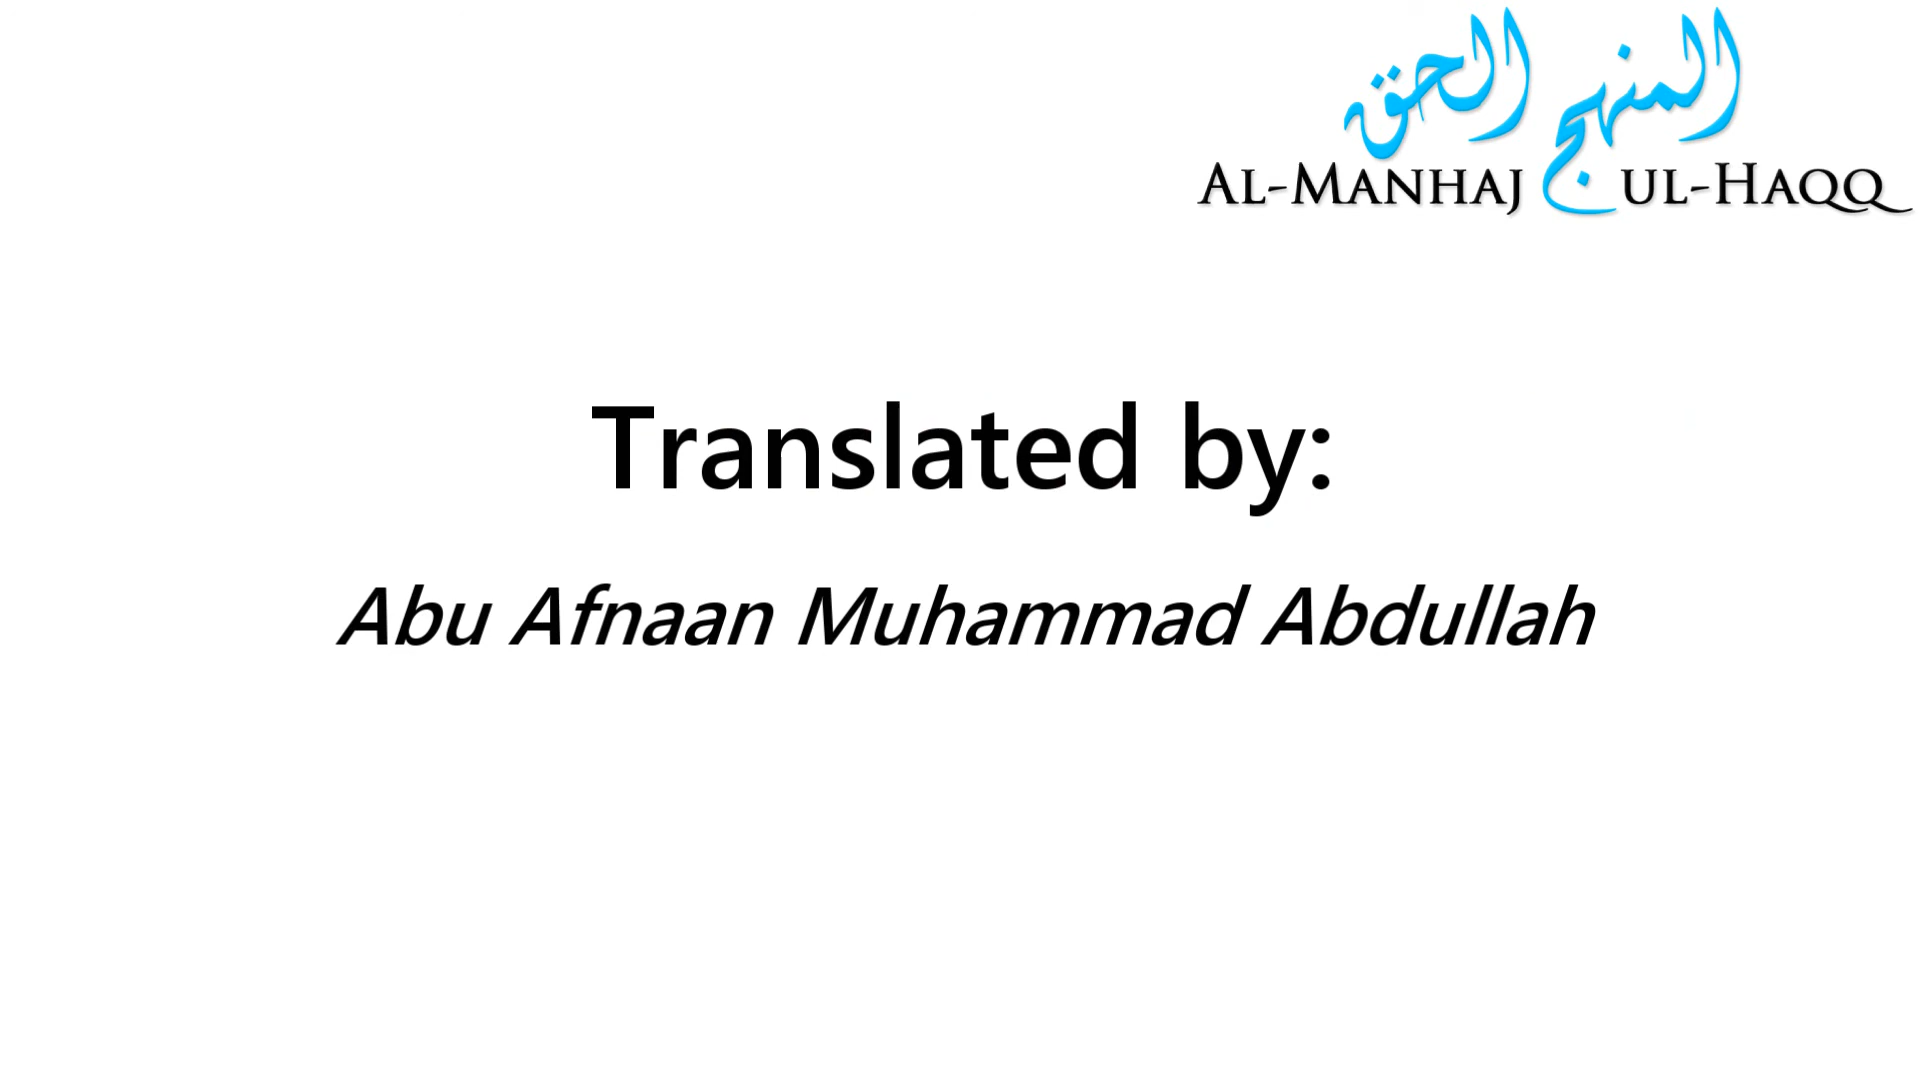 المنهج الحق
AL-MANHAJ UL-HAQQ
Translated by:
Abu Afnaan Muhammad Abdullah